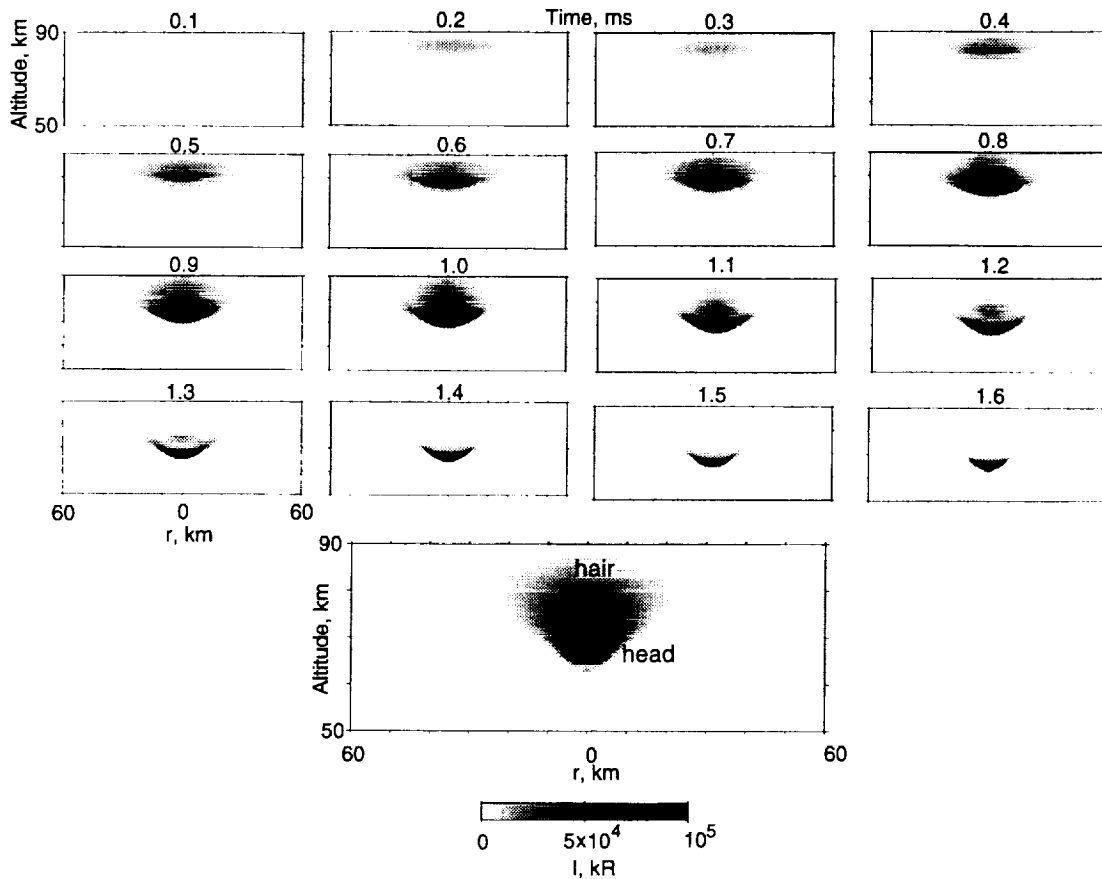 Time, ms
0.1 0.2 0.3 0.4
90
Altitude, km
50
60 60
0.5 0.6 0.7 0.8
0.9 1.0 1.1 1.2
1.3 1.4 1.5 1.6
60 0 60
r, km
90
hair
Altitude, km
head
50
60 0 60
r, km
0 5x10⁴ 10⁵
I, kR